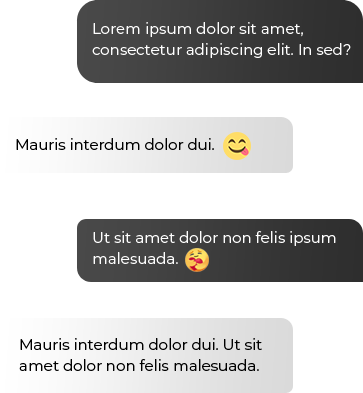 Lorem ipsum dolor sit amet,
consectetur adipiscing elit. In sed?
Mauris interdum dolor dui. 😋
Ut sit amet dolor non felis ipsum
malesuada. 🥰
Mauris interdum dolor dui. Ut sit
amet dolor non felis malesuada.